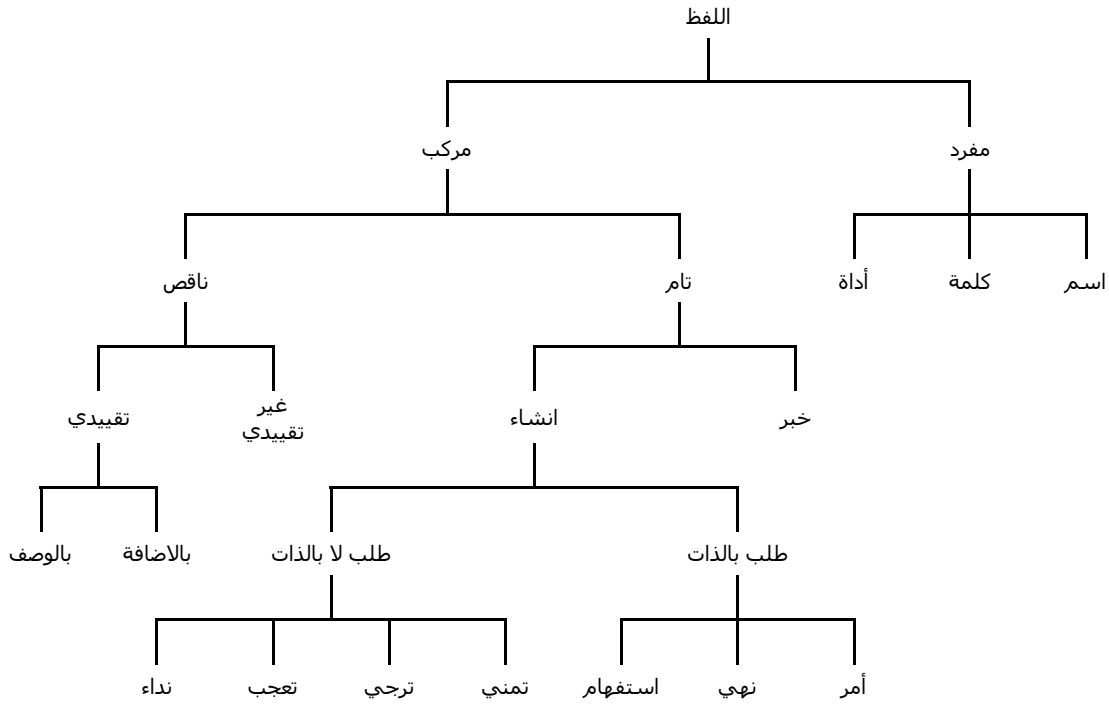 اللفظ
مفرد
مركب
اسم
كلمة
أداة
تام
ناقص
خبر
انشاء
غير
تقييدي
تقييدي
طلب بالذات
طلب لا بالذات
بالاضافة
بالوصف
أمر
نهي
استفهام
تمني
ترجي
تعجب
نداء